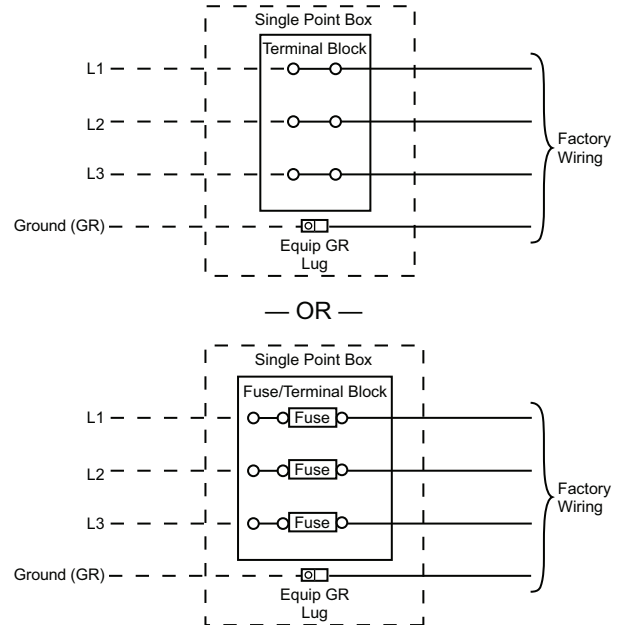 Single Point Box
Terminal Block
L1
L2
L3
Factory
Wiring
Ground (GR)
Equip GR
Lug
— OR —
Single Point Box
Fuse/Terminal Block
L1
Fuse
L2
Fuse
L3
Fuse
Factory
Wiring
Ground (GR)
Equip GR
Lug